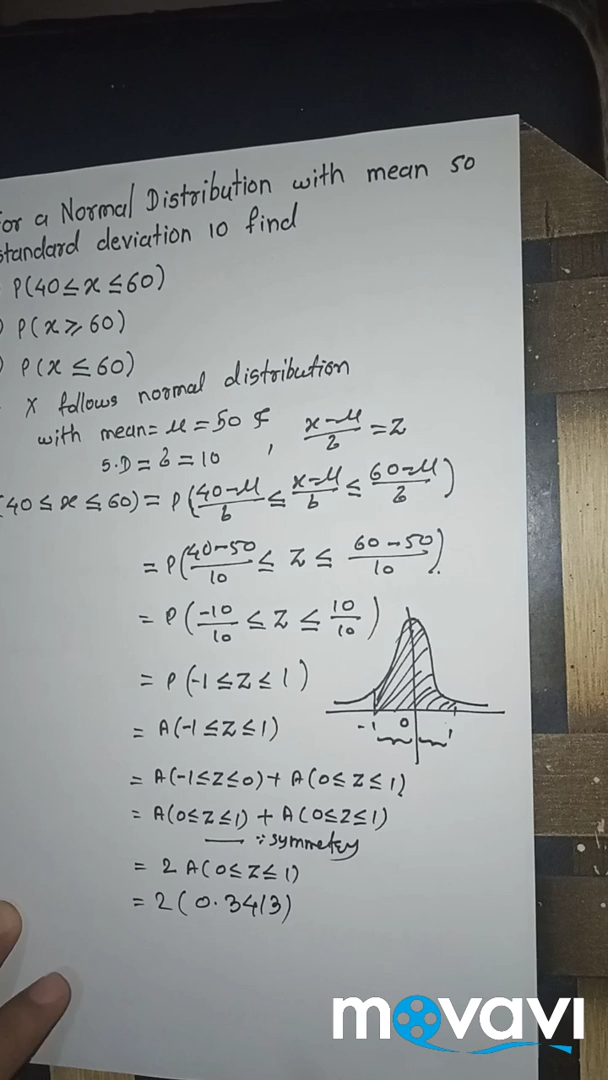 For a Normal Distribution with mean 50
standard deviation 10 find
P(40 ≤ x ≤ 60)
) P(x ≥ 60)
) P(x ≤ 60)
X follows normal distribution
with mean = μ = 50 &
S.D = σ = 10 , (x-μ)/σ = Z
(40 ≤ x ≤ 60) = P((40-μ)/σ ≤ (x-μ)/σ ≤ (60-μ)/σ)
= P((40-50)/10 ≤ Z ≤ (60-50)/10)
= P(-10/10 ≤ Z ≤ 10/10)
= P(-1 ≤ Z ≤ 1)
= A(-1 ≤ Z ≤ 1)
-1 0 1
= A(-1 ≤ Z ≤ 0) + A(0 ≤ Z ≤ 1)
= A(0 ≤ Z ≤ 1) + A(0 ≤ Z ≤ 1)
— ∵ symmetry
= 2 A(0 ≤ Z ≤ 1)
= 2(0.3413)
movavi